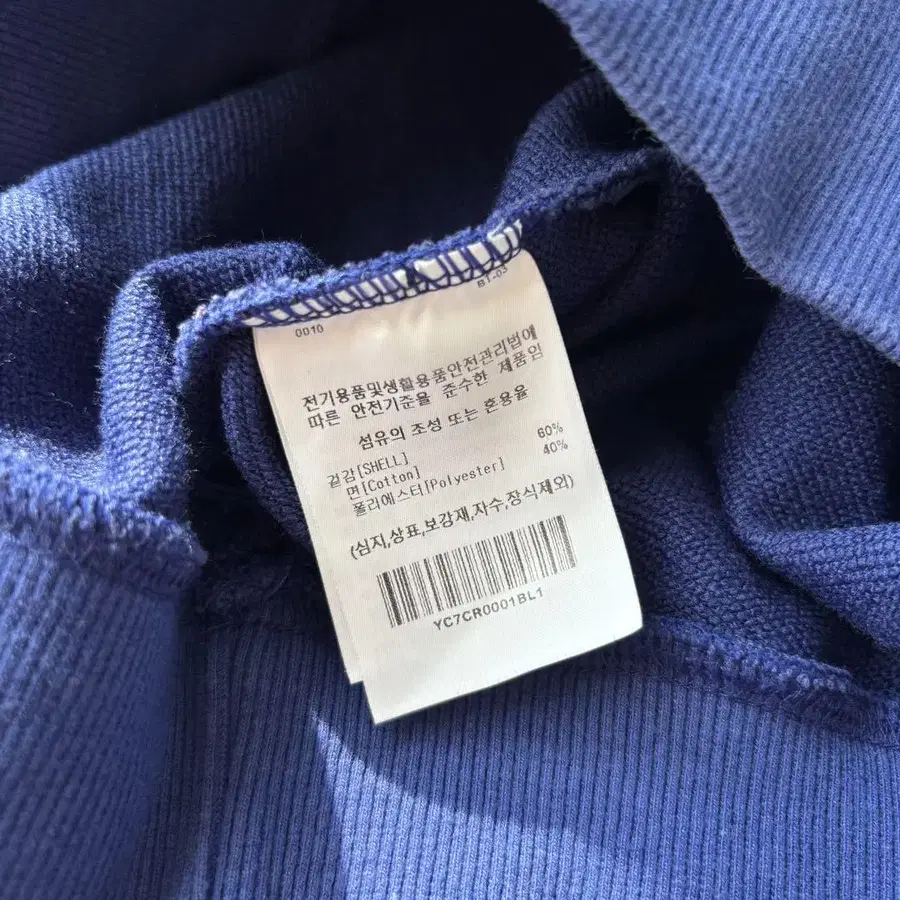 0010
BT-03
전기용품및생활용품안전관리법에
따른 안전기준을 준수한 제품임
섬유의 조성 또는 혼용율
겉감[SHELL]
면[Cotton] 60%
폴리에스터[Polyester] 40%
(심지,상표,보강재,자수,장식제외)
YC7CR0001BL1